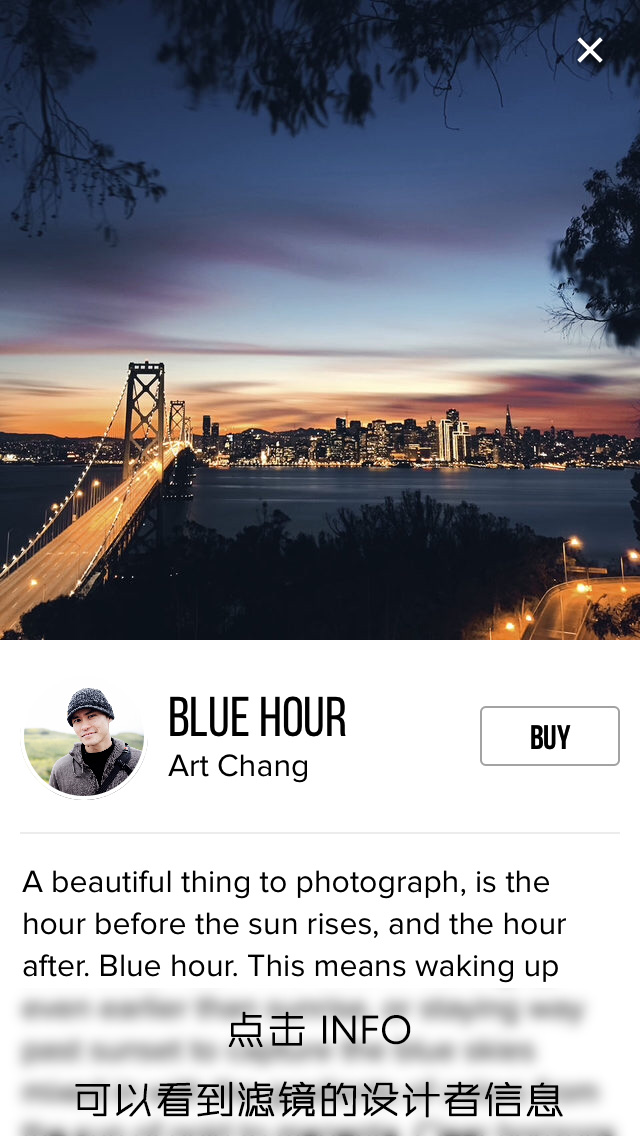 BLUE HOUR
Art Chang
BUY
A beautiful thing to photograph, is the
hour before the sun rises, and the hour
after. Blue hour. This means waking up
点击 INFO
可以看到滤镜的设计者信息